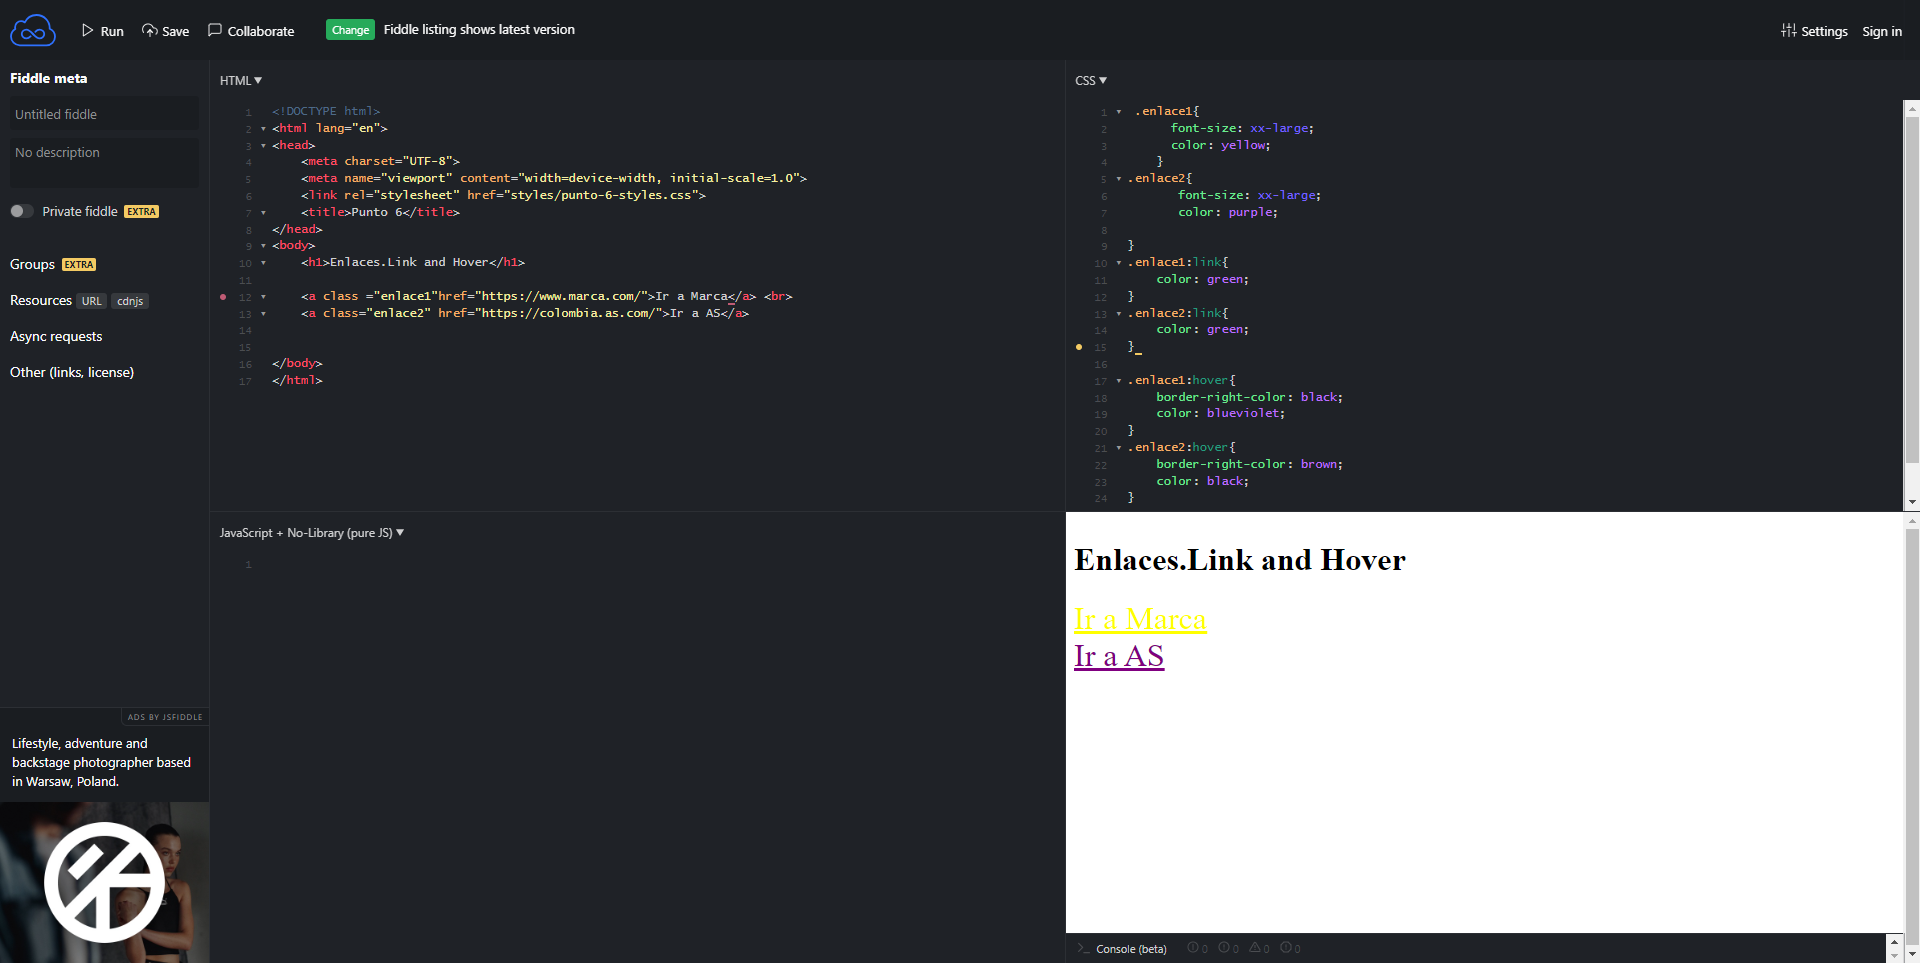 Run Save Collaborate Change Fiddle listing shows latest version Settings Sign in
Fiddle meta
Untitled fiddle
No description
Private fiddle EXTRA
Groups EXTRA
Resources URL cdnjs
Async requests
Other (links, license)
ADS BY JSFIDDLE
Lifestyle, adventure and
backstage photographer based
in Warsaw, Poland.
HTML ▼
1 <!DOCTYPE html>
2 <html lang="en">
3 <head>
4 <meta charset="UTF-8">
5 <meta name="viewport" content="width=device-width, initial-scale=1.0">
6 <link rel="stylesheet" href="styles/punto-6-styles.css">
7 <title>Punto 6</title>
8 </head>
9 <body>
10 <h1>Enlaces.Link and Hover</h1>
11
12 <a class ="enlace1"href="https://www.marca.com/">Ir a Marca</a> <br>
13 <a class="enlace2" href="https://colombia.as.com/">Ir a AS</a>
14
15
16 </body>
17 </html>
CSS ▼
1 .enlace1{
2 font-size: xx-large;
3 color: yellow;
4 }
5 .enlace2{
6 font-size: xx-large;
7 color: purple;
8
9 }
10 .enlace1:link{
11 color: green;
12 }
13 .enlace2:link{
14 color: green;
15 }_
16
17 .enlace1:hover{
18 border-right-color: black;
19 color: blueviolet;
20 }
21 .enlace2:hover{
22 border-right-color: brown;
23 color: black;
24 }
JavaScript + No-Library (pure JS) ▼
1
Enlaces.Link and Hover
Ir a Marca
Ir a AS
>_ Console (beta) 0 0 0 0